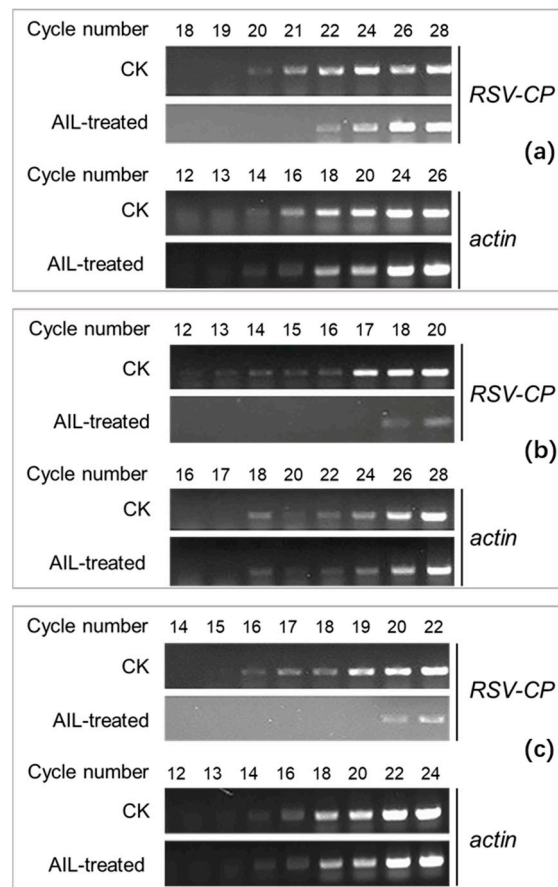 Cycle number 18 19 20 21 22 24 26 28
CK
RSV-CP
AIL-treated
(a)
Cycle number 12 13 14 16 18 20 24 26
CK
actin
AIL-treated
Cycle number 12 13 14 15 16 17 18 20
CK
RSV-CP
AIL-treated
(b)
Cycle number 16 17 18 20 22 24 26 28
CK
actin
AIL-treated
Cycle number 14 15 16 17 18 19 20 22
CK
RSV-CP
AIL-treated
(c)
Cycle number 12 13 14 16 18 20 22 24
CK
actin
AIL-treated